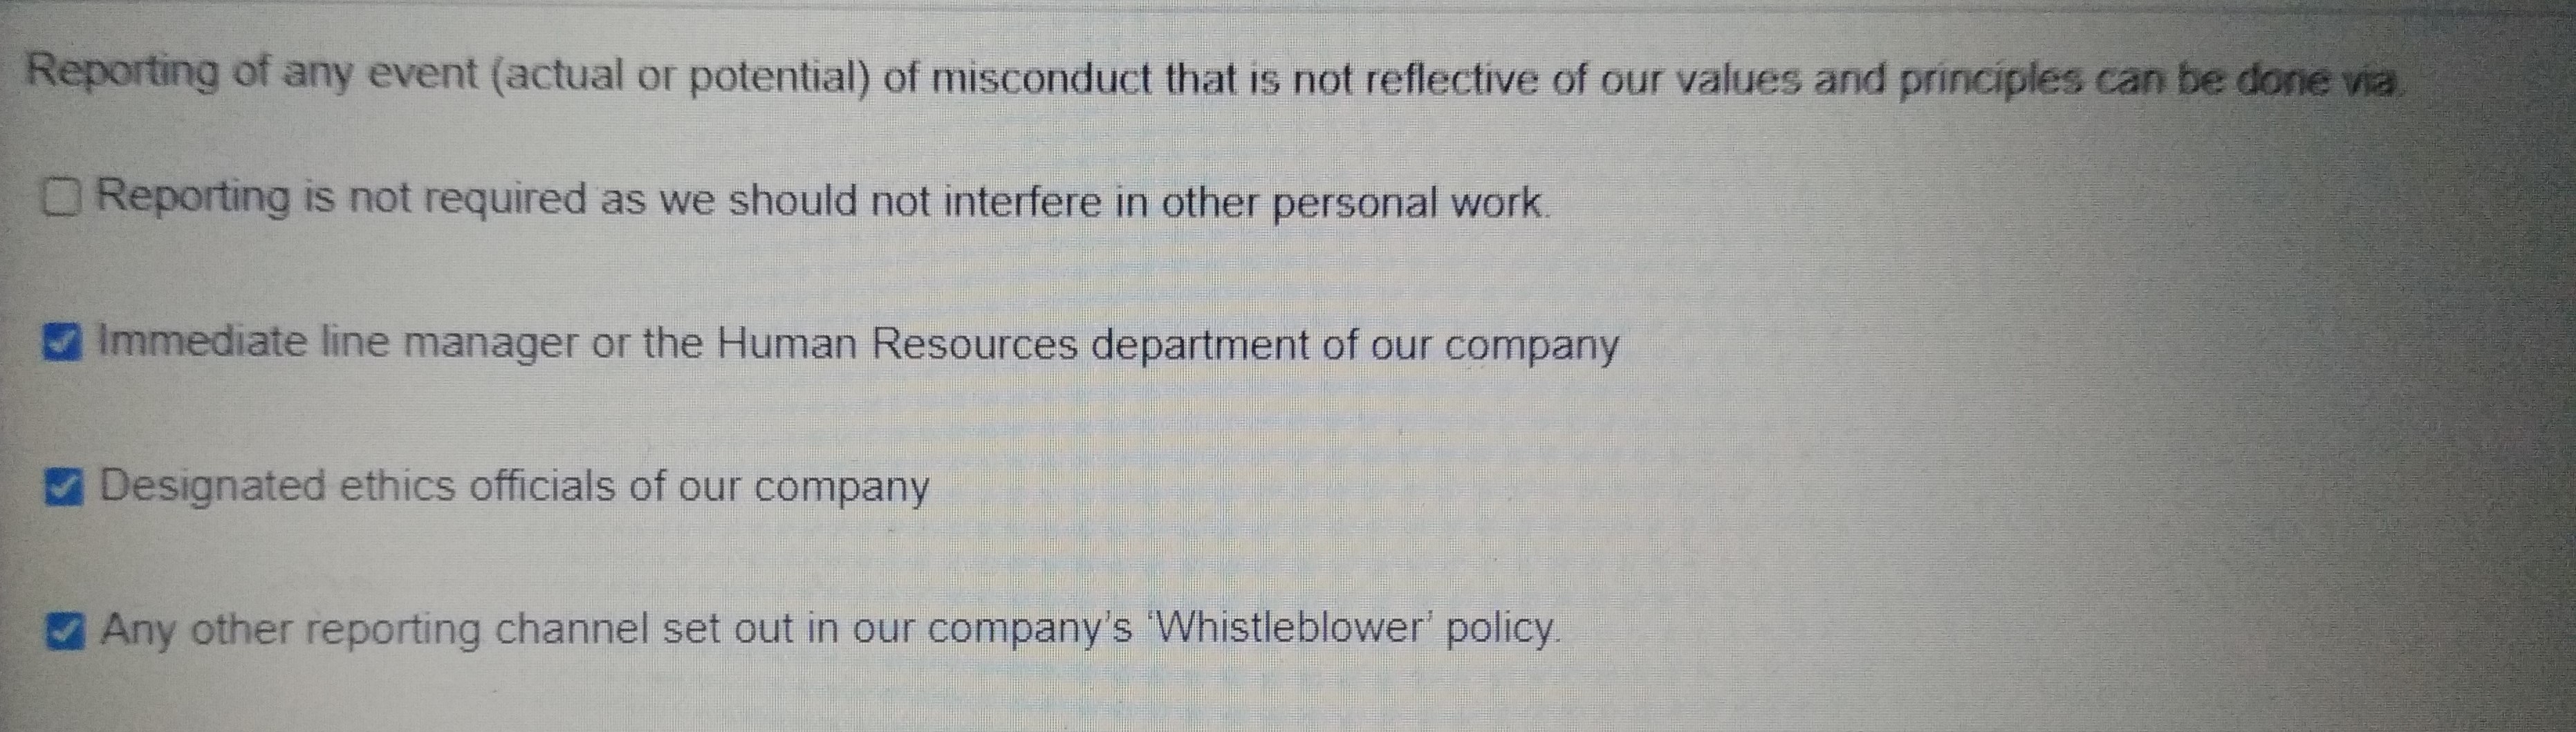 Reporting of any event (actual or potential) of misconduct that is not reflective of our values and principles can be done via.
Reporting is not required as we should not interfere in other personal work.
Immediate line manager or the Human Resources department of our company
Designated ethics officials of our company
Any other reporting channel set out in our company's 'Whistleblower' policy.